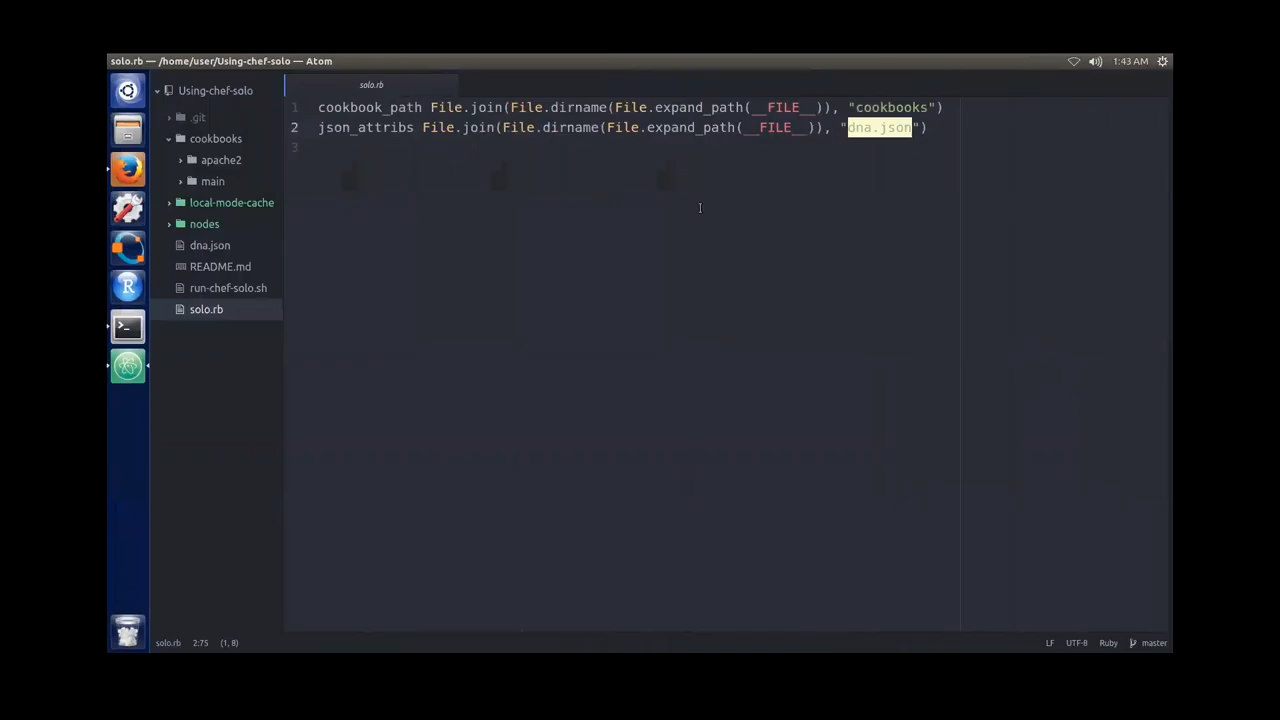 solo.rb — /home/user/Using-chef-solo — Atom
1:43 AM
Using-chef-solo
.git
cookbooks
apache2
main
local-mode-cache
nodes
dna.json
README.md
run-chef-solo.sh
solo.rb
solo.rb
1 cookbook_path File.join(File.dirname(File.expand_path(__FILE__)), "cookbooks")
2 json_attribs File.join(File.dirname(File.expand_path(__FILE__)), "dna.json")
3
solo.rb 2:75 (1, 8)
LF UTF-8 Ruby master